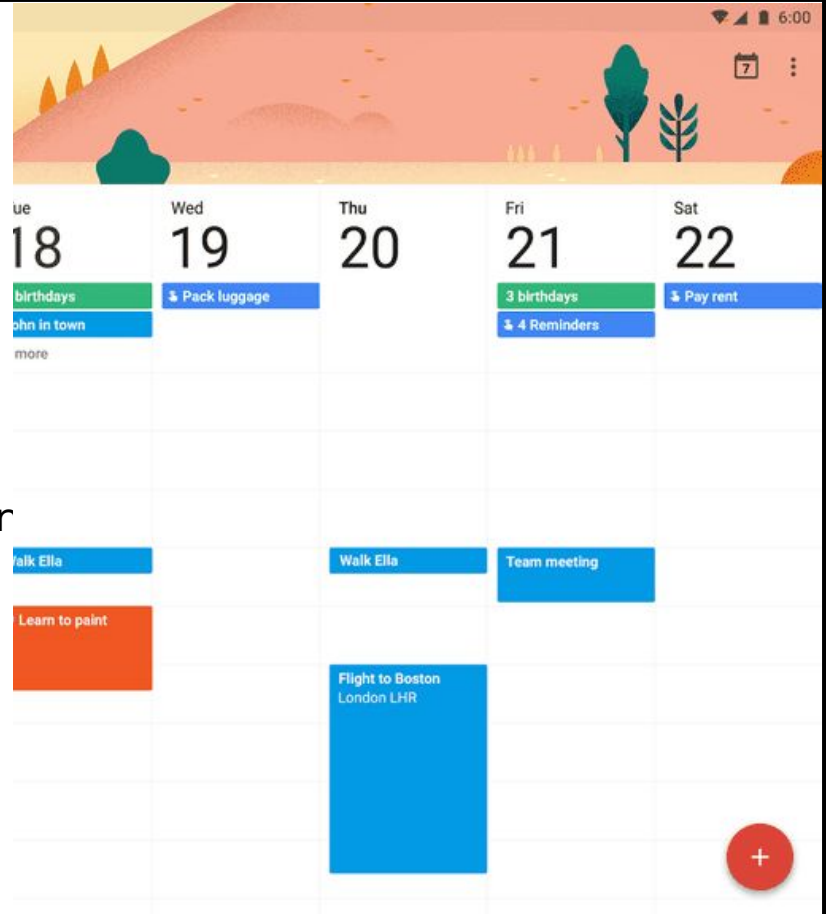 6:00
7
ue Wed Thu Fri Sat
18 19 20 21 22
birthdays Pack luggage 3 birthdays Pay rent
ohn in town 4 Reminders
more
r
alk Ella Walk Ella Team meeting
Learn to paint
Flight to Boston
London LHR
+